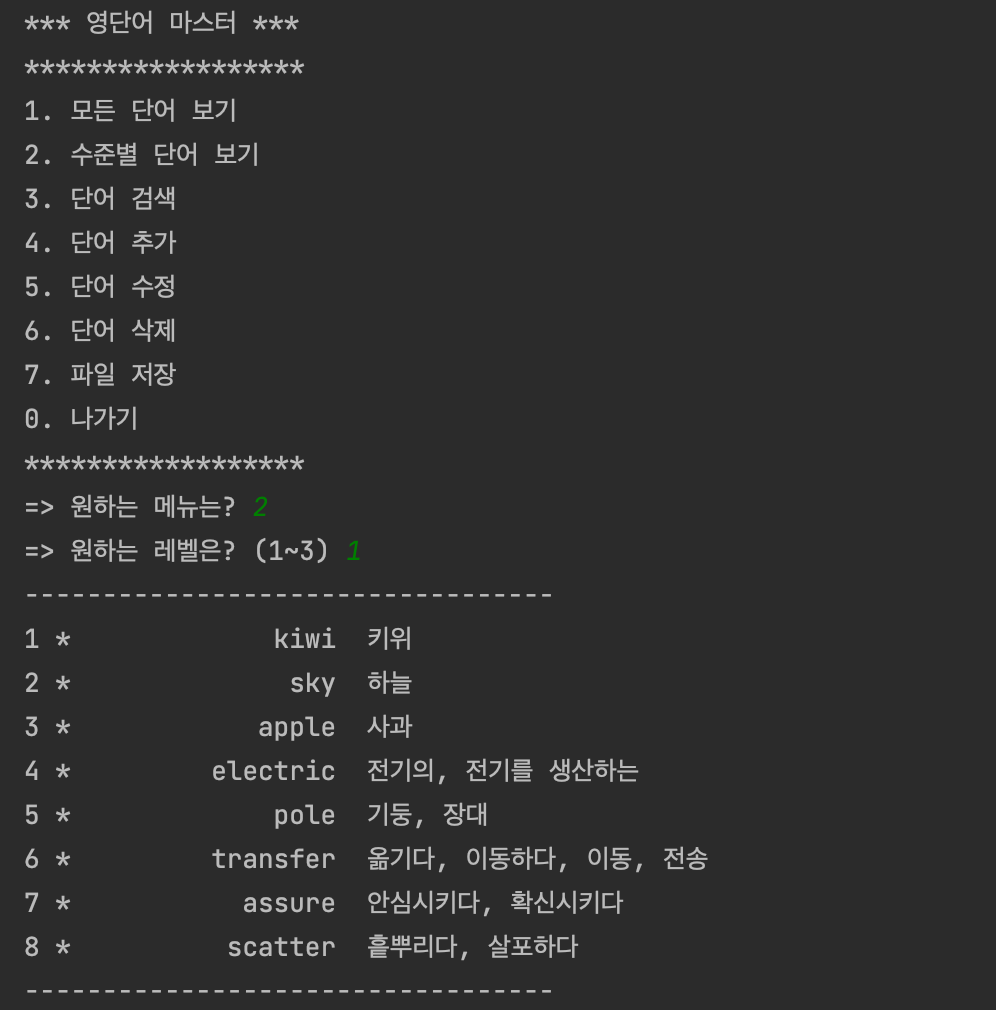 *** 영단어 마스터 ***
******************
1. 모든 단어 보기
2. 수준별 단어 보기
3. 단어 검색
4. 단어 추가
5. 단어 수정
6. 단어 삭제
7. 파일 저장
0. 나가기
******************
=> 원하는 메뉴는? 2
=> 원하는 레벨은? (1~3) 1
----------------------------------
1 *             kiwi  키위
2 *              sky  하늘
3 *            apple  사과
4 *         electric  전기의, 전기를 생산하는
5 *             pole  기둥, 장대
6 *         transfer  옮기다, 이동하다, 이동, 전송
7 *           assure  안심시키다, 확신시키다
8 *          scatter  흩뿌리다, 살포하다
----------------------------------